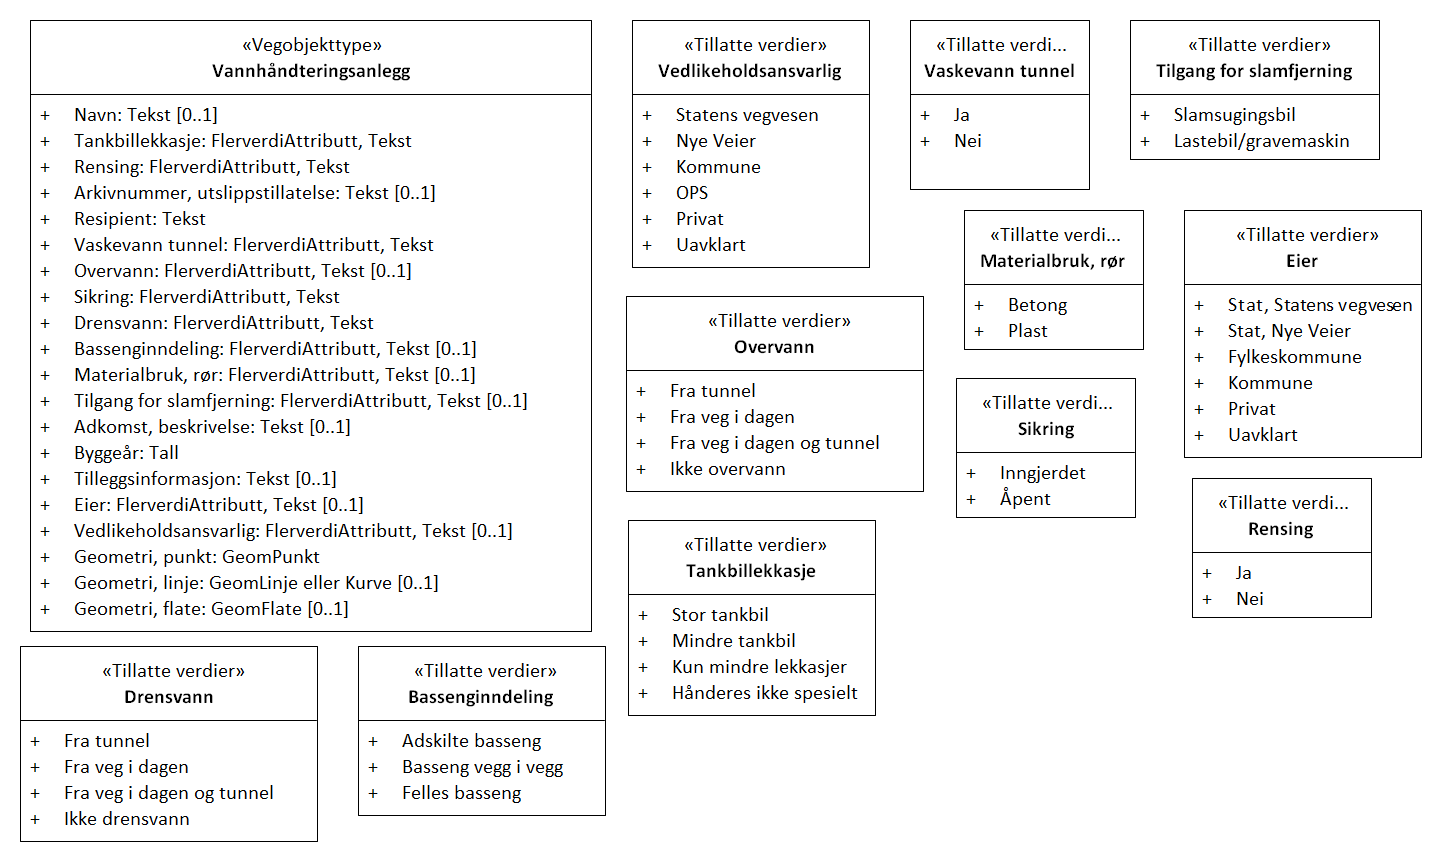 «Vegobjekttype»
Vannhåndteringsanlegg
+ Navn: Tekst [0..1]
+ Tankbillekkasje: FlerverdiAttributt, Tekst
+ Rensing: FlerverdiAttributt, Tekst
+ Arkivnummer, utslippstillatelse: Tekst [0..1]
+ Resipient: Tekst
+ Vaskevann tunnel: FlerverdiAttributt, Tekst
+ Overvann: FlerverdiAttributt, Tekst [0..1]
+ Sikring: FlerverdiAttributt, Tekst
+ Drensvann: FlerverdiAttributt, Tekst
+ Bassenginndeling: FlerverdiAttributt, Tekst [0..1]
+ Materialbruk, rør: FlerverdiAttributt, Tekst [0..1]
+ Tilgang for slamfjerning: FlerverdiAttributt, Tekst [0..1]
+ Adkomst, beskrivelse: Tekst [0..1]
+ Byggeår: Tall
+ Tilleggsinformasjon: Tekst [0..1]
+ Eier: FlerverdiAttributt, Tekst [0..1]
+ Vedlikeholdsansvarlig: FlerverdiAttributt, Tekst [0..1]
+ Geometri, punkt: GeomPunkt
+ Geometri, linje: GeomLinje eller Kurve [0..1]
+ Geometri, flate: GeomFlate [0..1]
«Tillatte verdier»
Vedlikeholdsansvarlig
+ Statens vegvesen
+ Nye Veier
+ Kommune
+ OPS
+ Privat
+ Uavklart
«Tillatte verdi...
Vaskevann tunnel
+ Ja
+ Nei
«Tillatte verdier»
Tilgang for slamfjerning
+ Slamsugingsbil
+ Lastebil/gravemaskin
«Tillatte verdi...
Materialbruk, rør
+ Betong
+ Plast
«Tillatte verdier»
Eier
+ Stat, Statens vegvesen
+ Stat, Nye Veier
+ Fylkeskommune
+ Kommune
+ Privat
+ Uavklart
«Tillatte verdier»
Overvann
+ Fra tunnel
+ Fra veg i dagen
+ Fra veg i dagen og tunnel
+ Ikke overvann
«Tillatte verdi...
Sikring
+ Inngjerdet
+ Åpent
«Tillatte verdi...
Rensing
+ Ja
+ Nei
«Tillatte verdier»
Tankbillekkasje
+ Stor tankbil
+ Mindre tankbil
+ Kun mindre lekkasjer
+ Hånderes ikke spesielt
«Tillatte verdier»
Drensvann
+ Fra tunnel
+ Fra veg i dagen
+ Fra veg i dagen og tunnel
+ Ikke drensvann
«Tillatte verdier»
Bassenginndeling
+ Adskilte basseng
+ Basseng vegg i vegg
+ Felles basseng